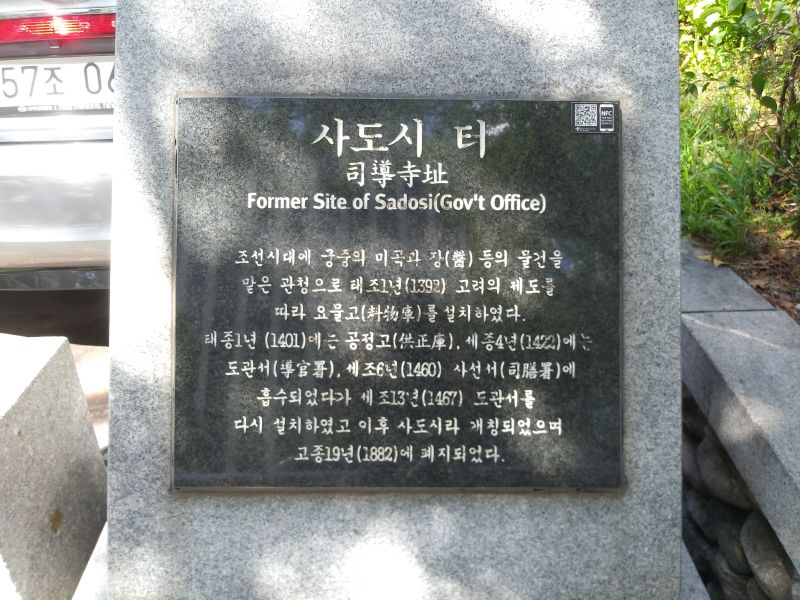 57조 06
사도시 터
司導寺址
Former Site of Sadosi(Gov't Office)
NFC
조선시대에 궁중의 미곡과 장(醬) 등의 물건을
맡은 관청으로 태조1년(1392) 고려의 제도를
따라 요물고(料物庫)를 설치하였다.
태종1년 (1401)에는 공정고(供正庫), 세종4년(1422)에는
도관서(導官署), 세조6년(1460) 사선서(司膳署)에
흡수되었다가 세조13년(1467) 도관서를
다시 설치하였고 이후 사도시라 개칭되었으며
고종19년(1882)에 폐지되었다.